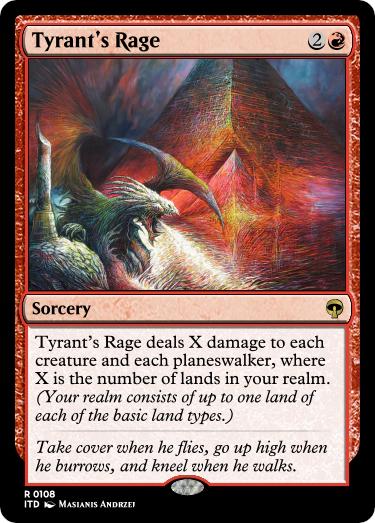 Tyrant's Rage 2
Sorcery
Tyrant's Rage deals X damage to each
creature and each planeswalker, where
X is the number of lands in your realm.
(Your realm consists of up to one land of
each of the basic land types.)
Take cover when he flies, go up high when
he burrows, and kneel when he walks.
R 0108
ITD Masianis Andrzej